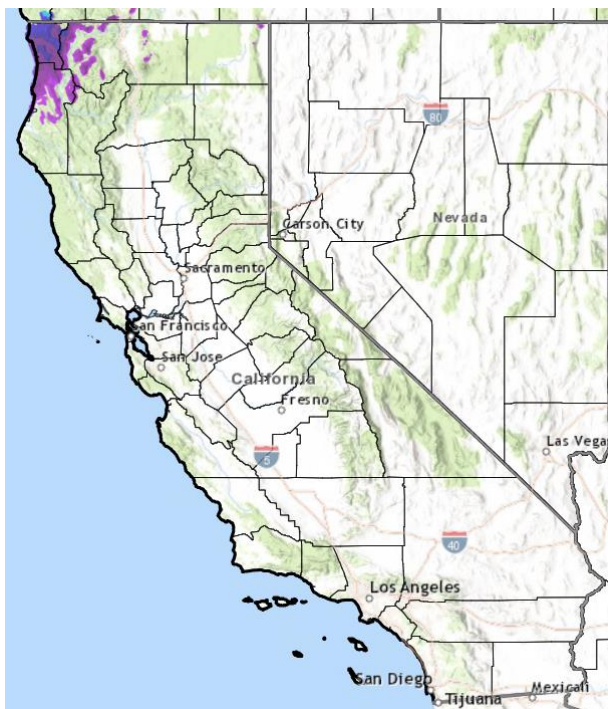 80
Nevada
Carson City
Sacramento
San Francisco
San Jose
California
Fresno
Las Vegas
5
40
Los Angeles
San Diego
Tijuana
Mexicali